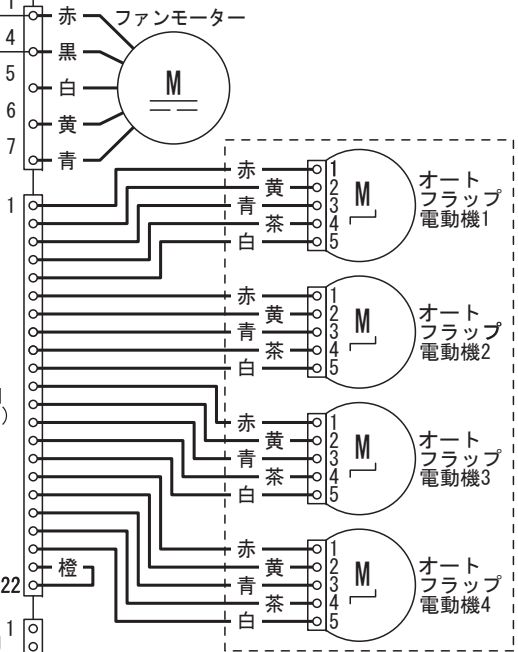 1
赤 ファンモーター
4
黒
5
白
M
6
黄
7
青
1
赤 1
黄 2
青 3
茶 4
白 5
M
オート
フラップ
電動機1
赤 1
黄 2
青 3
茶 4
白 5
M
オート
フラップ
電動機2
)
赤 1
黄 2
青 3
茶 4
白 5
M
オート
フラップ
電動機3
赤 1
黄 2
青 3
茶 4
白 5
M
オート
フラップ
電動機4
橙
22
1